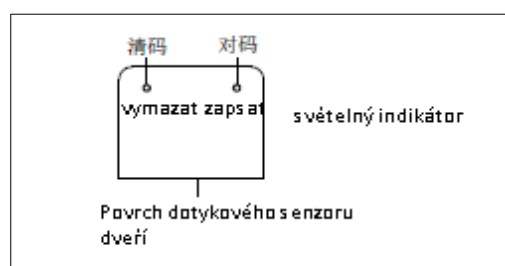 清码 对码
vymazat zapsat
světelný indikátor
Povrch dotykového senzoru
dveří